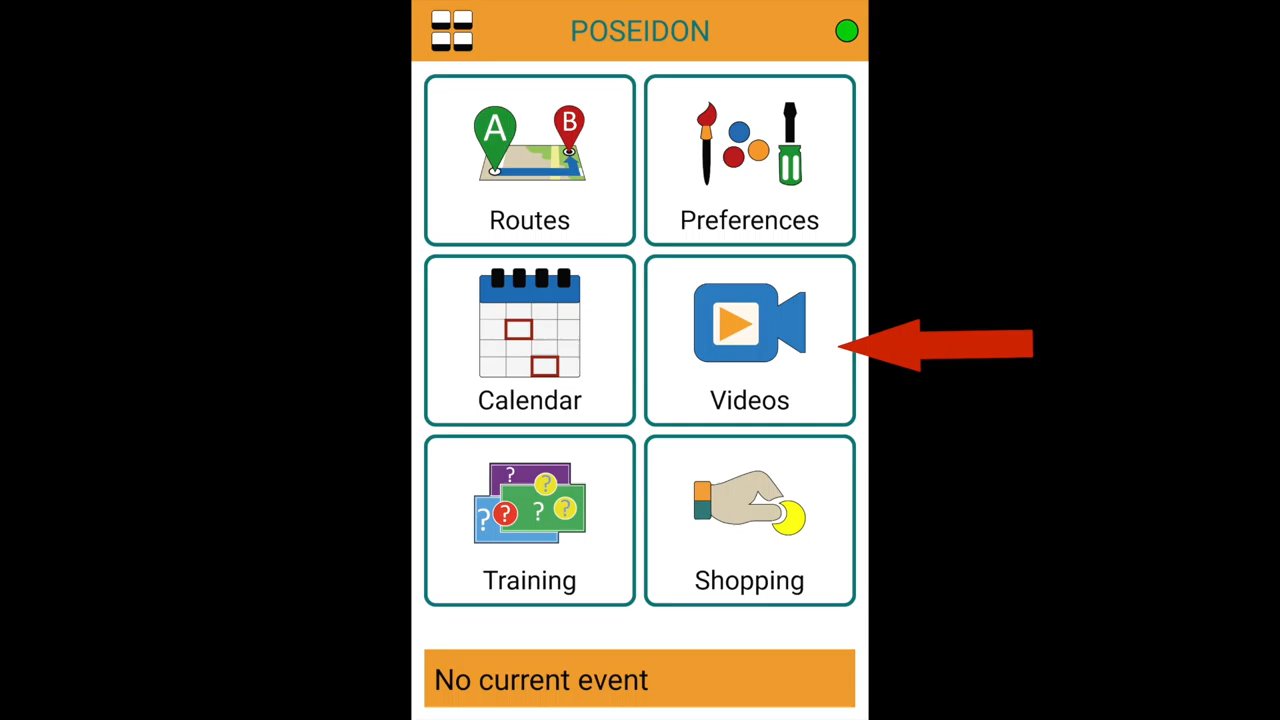 POSEIDON
A B
Routes
Preferences
Calendar
Videos
? ? ? ? ? ?
Training
Shopping
No current event